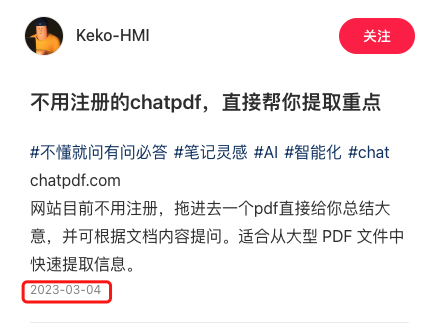 Keko-HMI
关注
不用注册的chatpdf，直接帮你提取重点
#不懂就问有问必答 #笔记灵感 #AI #智能化 #chat
chatpdf.com
网站目前不用注册，拖进去一个pdf直接给你总结大
意，并可根据文档内容提问。适合从大型 PDF 文件中
快速提取信息。
2023-03-04